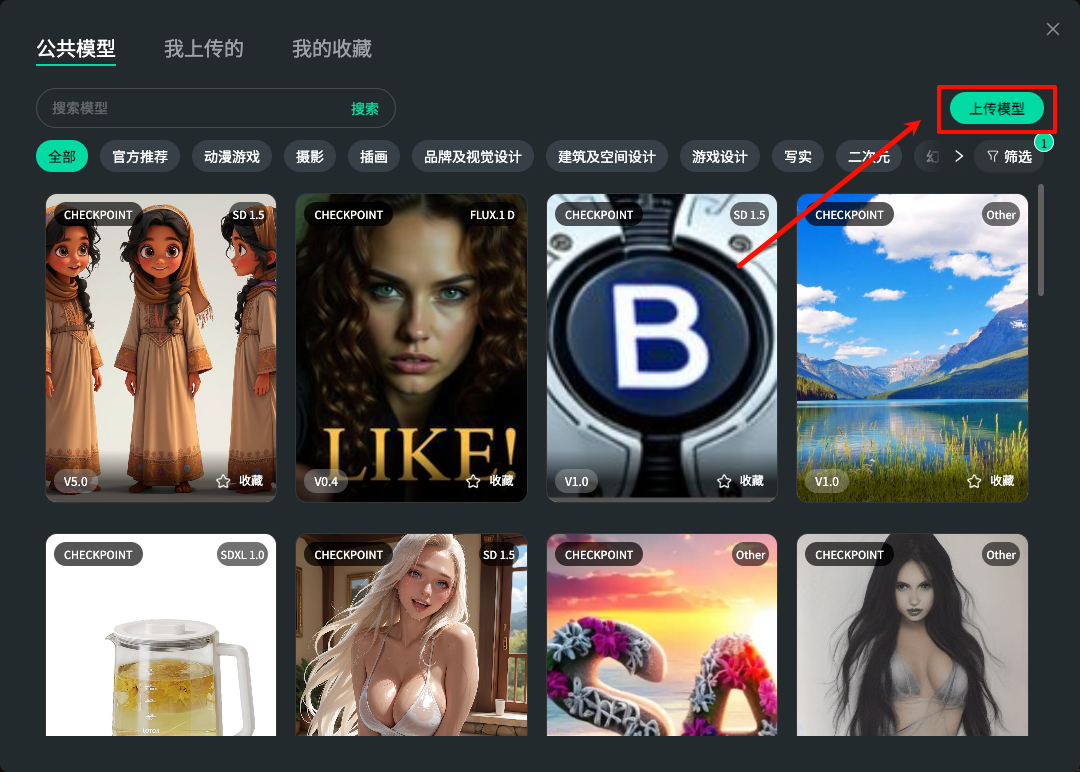 公共模型 我上传的 我的收藏
搜索模型 搜索 上传模型
全部 官方推荐 动漫游戏 摄影 插画 品牌及视觉设计 建筑及空间设计 游戏设计 写实 二次元 幻 筛选 1
CHECKPOINT SD 1.5 CHECKPOINT FLUX.1 D CHECKPOINT SD 1.5 CHECKPOINT Other
B
LIKE!
V5.0 收藏 V0.4 收藏 V1.0 收藏 V1.0 收藏
CHECKPOINT SDXL 1.0 CHECKPOINT SD 1.5 CHECKPOINT Other CHECKPOINT Other
SA